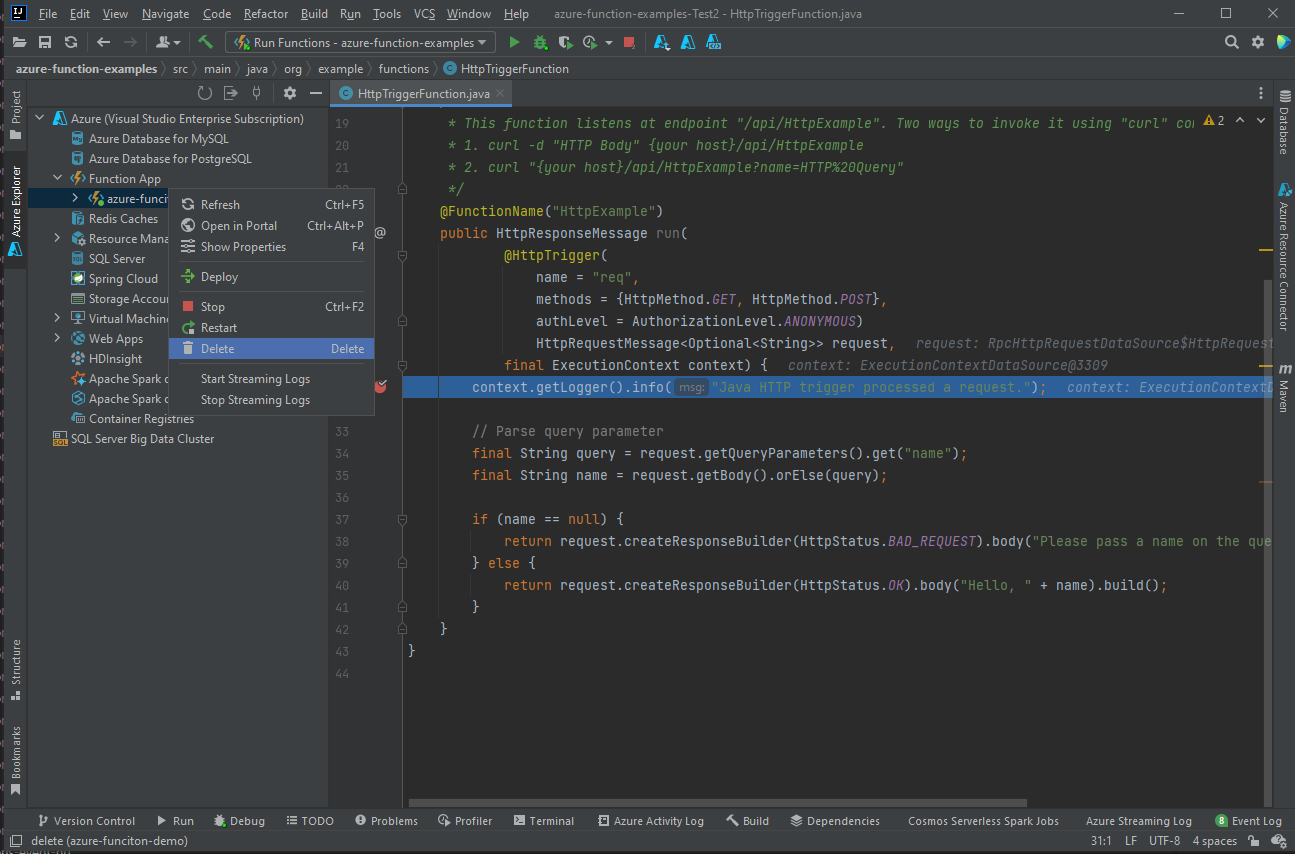 File Edit View Navigate Code Refactor Build Run Tools VCS Window Help azure-function-examples-Test2 - HttpTriggerFunction.java
Run Functions - azure-function-examples
azure-function-examples src main java org example functions HttpTriggerFunction
Project
Azure Explorer
Structure
Bookmarks
Azure (Visual Studio Enterprise Subscription)
Azure Database for MySQL
Azure Database for PostgreSQL
Function App
azure-funcit
Redis Caches
Resource Mana
SQL Server
Spring Cloud
Storage Accoun
Virtual Machine
Web Apps
HDInsight
Apache Spark
Apache Spark
Container Registries
SQL Server Big Data Cluster
Refresh Ctrl+F5
Open in Portal Ctrl+Alt+P
Show Properties F4
Deploy
Stop Ctrl+F2
Restart
Delete Delete
Start Streaming Logs
Stop Streaming Logs
HttpTriggerFunction.java
2
19 * This function listens at endpoint "/api/HttpExample". Two ways to invoke it using "curl" co
20 * 1. curl -d "HTTP Body" {your host}/api/HttpExample
21 * 2. curl "{your host}/api/HttpExample?name=HTTP%20Query"
*/
@FunctionName("HttpExample")
public HttpResponseMessage run(
@HttpTrigger(
name = "req",
methods = {HttpMethod.GET, HttpMethod.POST},
authLevel = AuthorizationLevel.ANONYMOUS)
HttpRequestMessage<Optional<String>> request, request: RpcHttpRequestDataSource$HttpRequest
final ExecutionContext context) { context: ExecutionContextDataSource@3309
context.getLogger().info( msg: "Java HTTP trigger processed a request."); context: ExecutionContextD
33 // Parse query parameter
34 final String query = request.getQueryParameters().get("name");
35 final String name = request.getBody().orElse(query);
36
37 if (name == null) {
38 return request.createResponseBuilder(HttpStatus.BAD_REQUEST).body("Please pass a name on the que
39 } else {
40 return request.createResponseBuilder(HttpStatus.OK).body("Hello, " + name).build();
41 }
42 }
43 }
44
Database
Azure Resource Connector
m Maven
Version Control Run Debug TODO Problems Profiler Terminal Azure Activity Log Build Dependencies Cosmos Serverless Spark Jobs Azure Streaming Log 8 Event Log
delete (azure-funciton-demo) 31:1 LF UTF-8 4 spaces